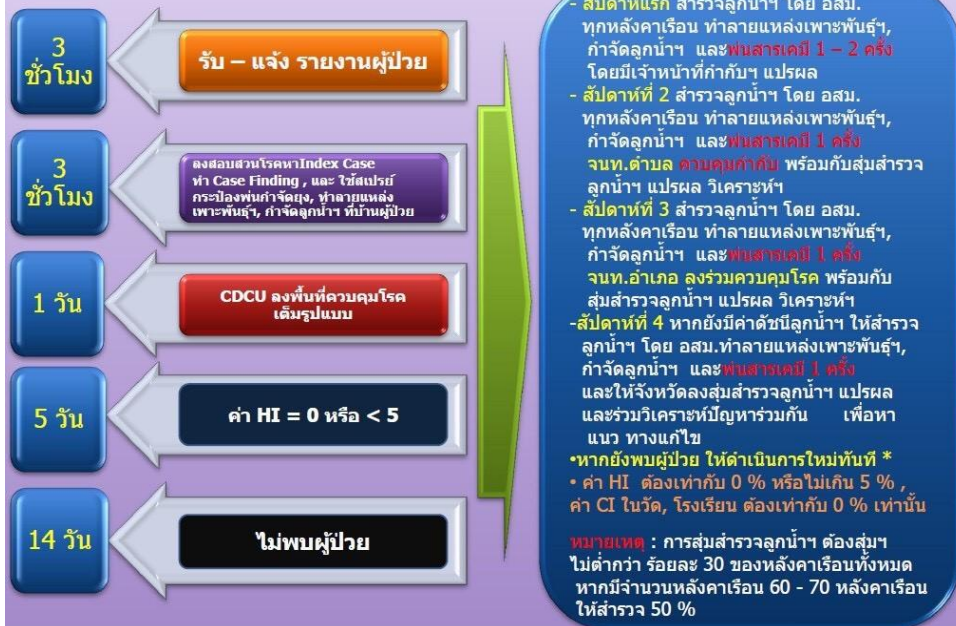 3
ชั่วโมง
รับ – แจ้ง รายงานผู้ป่วย
3
ชั่วโมง
ลงสอบสวนโรคหาIndex Case
ทำ Case Finding , และ ใช้สเปรย์
กระป๋องพ่นกำจัดยุง, ทำลายแหล่ง
เพาะพันธุ์ฯ, กำจัดลูกน้ำฯ ที่บ้านผู้ป่วย
1 วัน
CDCU ลงพื้นที่ควบคุมโรค
เต็มรูปแบบ
5 วัน
ค่า HI = 0 หรือ < 5
14 วัน
ไม่พบผู้ป่วย
- สัปดาห์แรก สำรวจลูกน้ำฯ โดย อสม.
ทุกหลังคาเรือน ทำลายแหล่งเพาะพันธุ์ฯ,
กำจัดลูกน้ำฯ และพ่นสารเคมี 1 – 2 ครั้ง
โดยมีเจ้าหน้าที่กำกับฯ แปรผล
- สัปดาห์ที่ 2 สำรวจลูกน้ำฯ โดย อสม.
ทุกหลังคาเรือน ทำลายแหล่งเพาะพันธุ์ฯ,
กำจัดลูกน้ำฯ และพ่นสารเคมี 1 ครั้ง
จนท.ตำบล ควบคุมกำกับ พร้อมกับสุ่มสำรวจ
ลูกน้ำฯ แปรผล วิเคราะห์ฯ
- สัปดาห์ที่ 3 สำรวจลูกน้ำฯ โดย อสม.
ทุกหลังคาเรือน ทำลายแหล่งเพาะพันธุ์ฯ,
กำจัดลูกน้ำฯ และพ่นสารเคมี 1 ครั้ง
จนท.อำเภอ ลงร่วมควบคุมโรค พร้อมกับ
สุ่มสำรวจลูกน้ำฯ แปรผล วิเคราะห์ฯ
-สัปดาห์ที่ 4 หากยังมีค่าดัชนีลูกน้ำฯ ให้สำรวจ
ลูกน้ำฯ โดย อสม.ทำลายแหล่งเพาะพันธุ์ฯ,
กำจัดลูกน้ำฯ และพ่นสารเคมี 1 ครั้ง
และให้จังหวัดลงสุ่มสำรวจลูกน้ำฯ แปรผล
และร่วมวิเคราะห์ปัญหาร่วมกัน เพื่อหา
แนว ทางแก้ไข
•หากยังพบผู้ป่วย ให้ดำเนินการใหม่ทันที *
• ค่า HI ต้องเท่ากับ 0 % หรือไม่เกิน 5 % ,
ค่า CI ในวัด, โรงเรียน ต้องเท่ากับ 0 % เท่านั้น
หมายเหตุ : การสุ่มสำรวจลูกน้ำฯ ต้องสุ่มฯ
ไม่ต่ำกว่า ร้อยละ 30 ของหลังคาเรือนทั้งหมด
หากมีจำนวนหลังคาเรือน 60 - 70 หลังคาเรือน
ให้สำรวจ 50 %